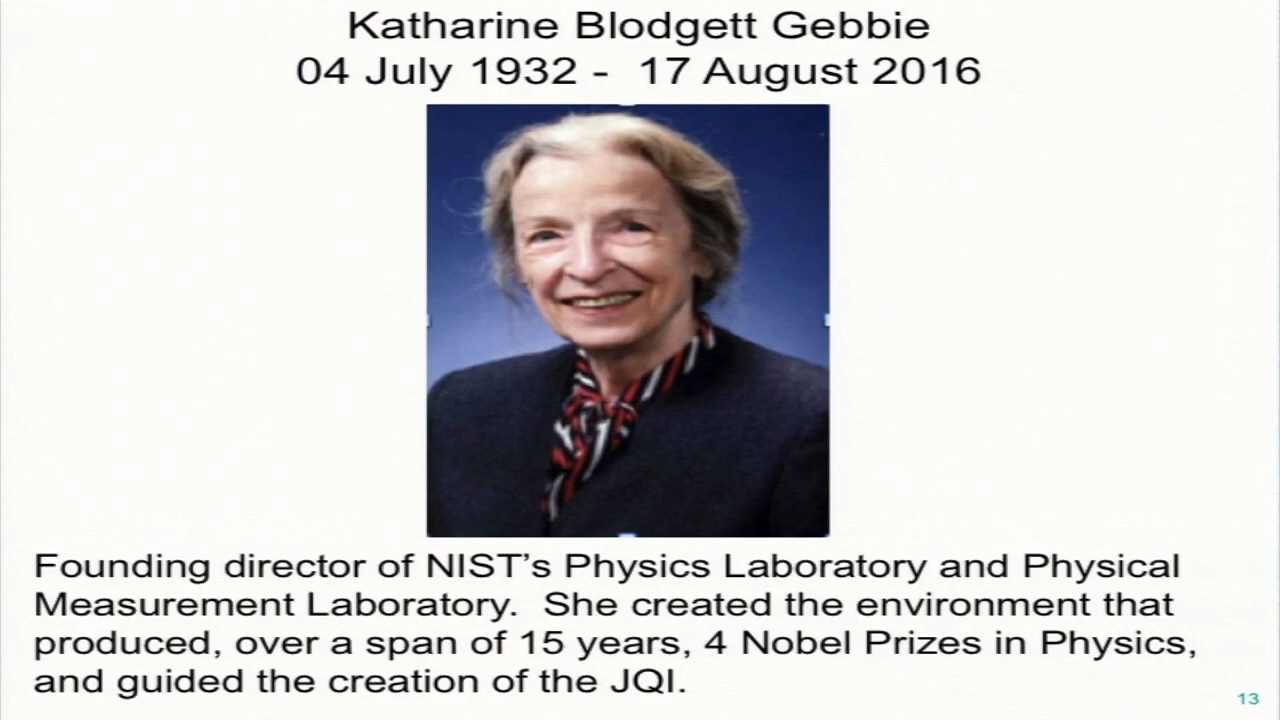 Katharine Blodgett Gebbie
04 July 1932 - 17 August 2016
Founding director of NIST’s Physics Laboratory and Physical
Measurement Laboratory. She created the environment that
produced, over a span of 15 years, 4 Nobel Prizes in Physics,
and guided the creation of the JQI.
13